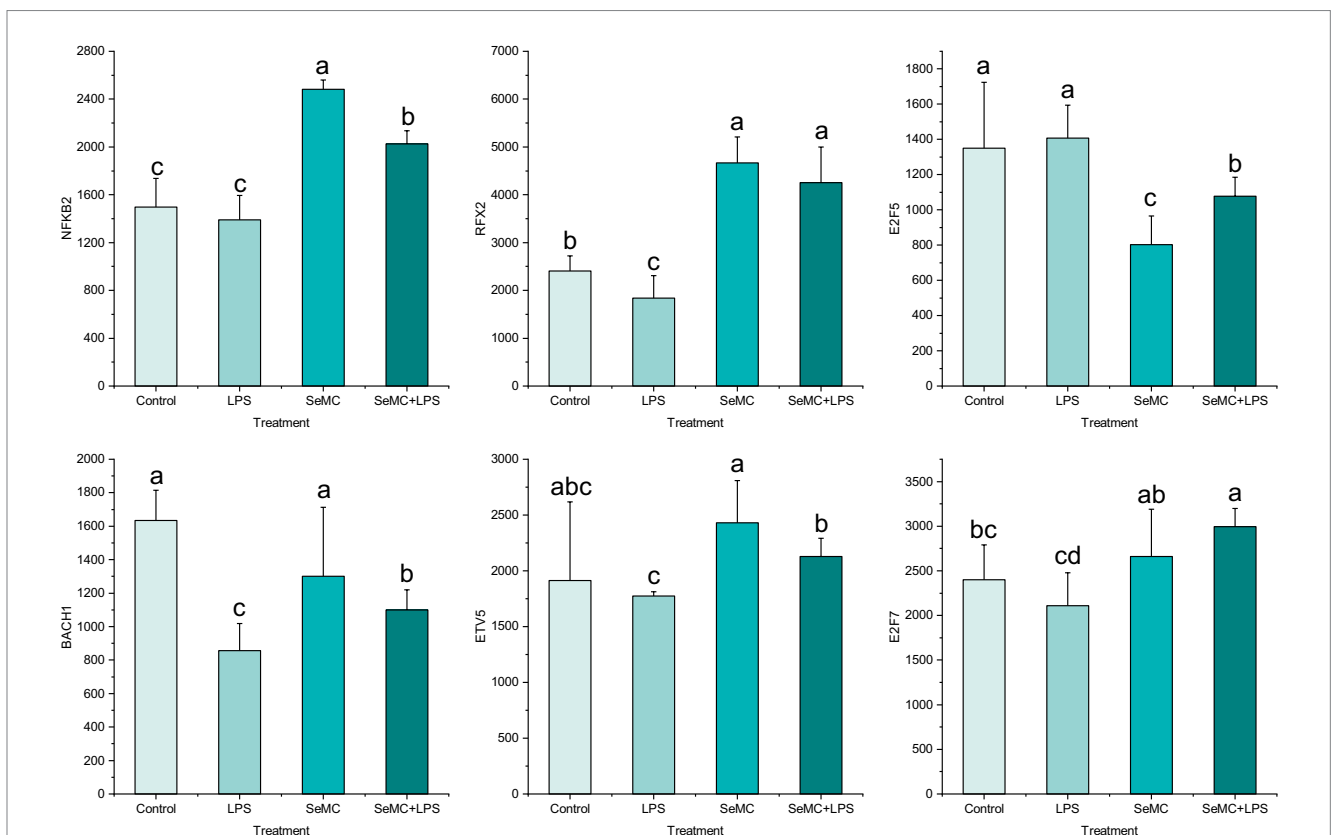 NFKB2
2800
2400
2000
1600
1200
800
400
0
c
c
a
b
Control LPS SeMC SeMC+LPS
Treatment
RFX2
7000
6000
5000
4000
3000
2000
1000
0
b
c
a
a
Control LPS SeMC SeMC+LPS
Treatment
E2F5
1800
1600
1400
1200
1000
800
600
400
200
0
a
a
c
b
Control LPS SeMC SeMC+LPS
Treatment
BACH1
2000
1800
1600
1400
1200
1000
800
600
400
200
0
a
c
a
b
Control LPS SeMC SeMC+LPS
Treatment
ETV5
3000
2500
2000
1500
1000
500
0
abc
c
a
b
Control LPS SeMC SeMC+LPS
Treatment
E2F7
3500
3000
2500
2000
1500
1000
500
0
bc
cd
ab
a
Control LPS SeMC SeMC+LPS
Treatment